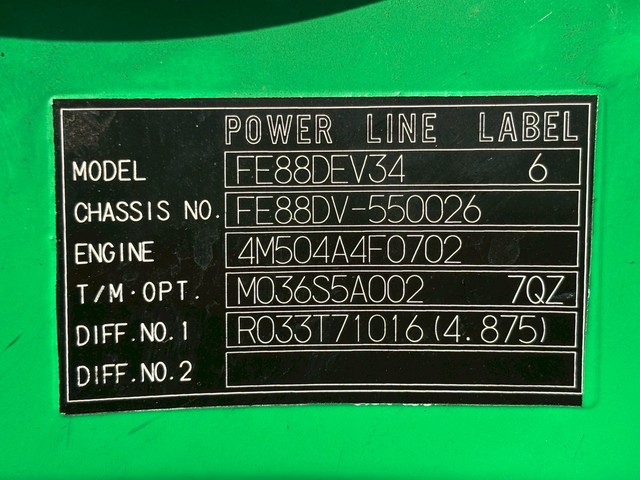 POWER LINE LABEL
MODEL FE88DEV34 6
CHASSIS NO. FE88DV-550026
ENGINE 4M504A4F0702
T/M·OPT. M036S5A002 7QZ
DIFF.NO.1 R033T71016(4.875)
DIFF.NO.2